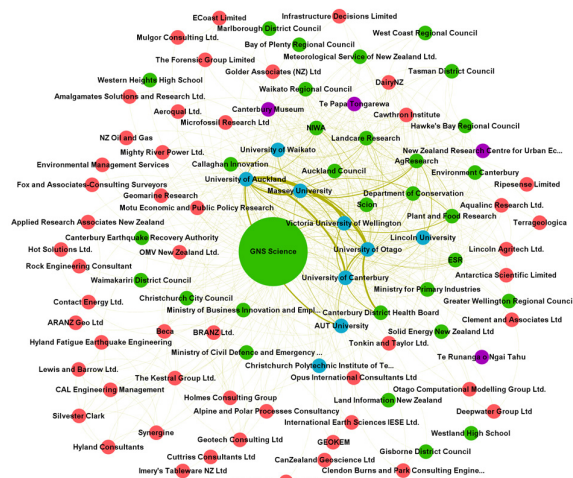 ECoast Limited
Infrastructure Decisions Limited
Marlborough District Council
West Coast Regional Council
Mulgor Consulting Ltd.
Bay of Plenty Regional Council
The Forensic Group Limited
Meteorological Service of New Zealand Ltd.
Golder Associates (NZ) Ltd
Tasman District Council
Western Heights High School
Waikato Regional Council
DairyNZ
Amalgamates Solutions and Research Ltd.
Te Papa Tongarewa
Canterbury Museum
Aeroqual Ltd.
Cawthron Institute
Microfossil Research Ltd
Hawke's Bay Regional Council
NIWA
NZ Oil and Gas
Landcare Research
University of Waikato
New Zealand Research Centre for Urban Ec...
Mighty River Power Ltd.
Callaghan Innovation
AgResearch
Environmental Management Services
Auckland Council
Environment Canterbury
University of Auckland
Fox and Associates-Consulting Surveyors
Massey University
Ripesense Limited
Geomarine Research
Department of Conservation
Scion
Aqualinc Research Ltd.
Motu Economic and Public Policy Research
Plant and Food Research
Applied Research Associates New Zealand
Victoria University of Wellington
Terrageologica
Canterbury Earthquake Recovery Authority
Lincoln University
Hot Solutions Ltd.
GNS Science
University of Otago
Lincoln Agritech Ltd.
OMV New Zealand Ltd.
ESR
Rock Engineering Consultant
University of Canterbury
Antarctica Scientific Limited
Waimakariri District Council
Ministry for Primary Industries
Christchurch City Council
Greater Wellington Regional Counci
Contact Energy Ltd.
Ministry of Business Innovation and Empl...
Canterbury District Health Board
Clement and Associates Ltd
ARANZ Geo Ltd
Beca
BRANZ Ltd.
AUT University
Solid Energy New Zealand Ltd
Hyland Fatigue Earthquake Engineering
Tonkin and Taylor Ltd.
Ministry of Civil Defence and Emergency ...
Te Runanga o Ngai Tahu
Lewis and Barrow Ltd.
Christchurch Polytechnic Institute of Te...
The Kestral Group Ltd.
Opus International Consultants Ltd
CAL Engineering Management
Otago Computational Modelling Group Ltd.
Holmes Consulting Group
Land Information New Zealand
Silvester Clark
Alpine and Polar Processes Consultancy
Deepwater Group Ltd
International Earth Sciences IESE Ltd.
Synergine
Westland High School
Geotech Consulting Ltd
GEOKEM
Hyland Consultants
Gisborne District Council
Cuttriss Consultants Ltd
CanZealand Geoscience Ltd
Imery's Tableware NZ Ltd
Clendon Burns and Park Consulting Engine...